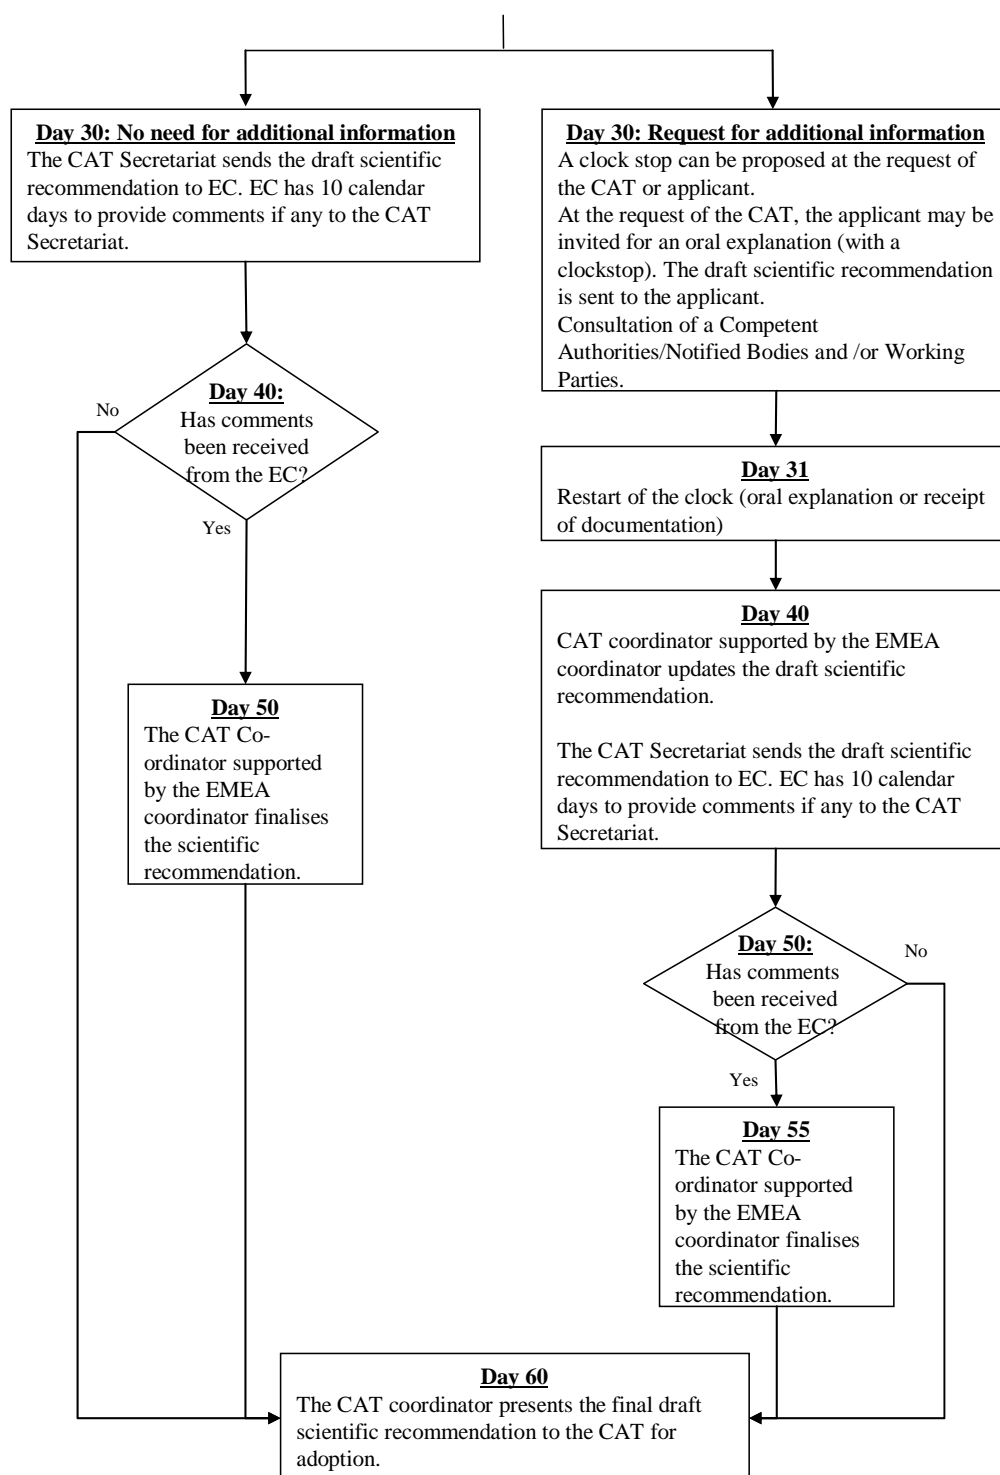 Day 30: No need for additional information
The CAT Secretariat sends the draft scientific
recommendation to EC. EC has 10 calendar
days to provide comments if any to the CAT
Secretariat.
Day 40:
Has comments
been received
from the EC?
No
Yes
Day 50
The CAT Co-
ordinator supported
by the EMEA
coordinator finalises
the scientific
recommendation.
Day 30: Request for additional information
A clock stop can be proposed at the request of
the CAT or applicant.
At the request of the CAT, the applicant may be
invited for an oral explanation (with a
clockstop). The draft scientific recommendation
is sent to the applicant.
Consultation of a Competent
Authorities/Notified Bodies and /or Working
Parties.
Day 31
Restart of the clock (oral explanation or receipt
of documentation)
Day 40
CAT coordinator supported by the EMEA
coordinator updates the draft scientific
recommendation.
The CAT Secretariat sends the draft scientific
recommendation to EC. EC has 10 calendar
days to provide comments if any to the CAT
Secretariat.
Day 50:
Has comments
been received
from the EC?
No
Yes
Day 55
The CAT Co-
ordinator supported
by the EMEA
coordinator finalises
the scientific
recommendation.
Day 60
The CAT coordinator presents the final draft
scientific recommendation to the CAT for
adoption.